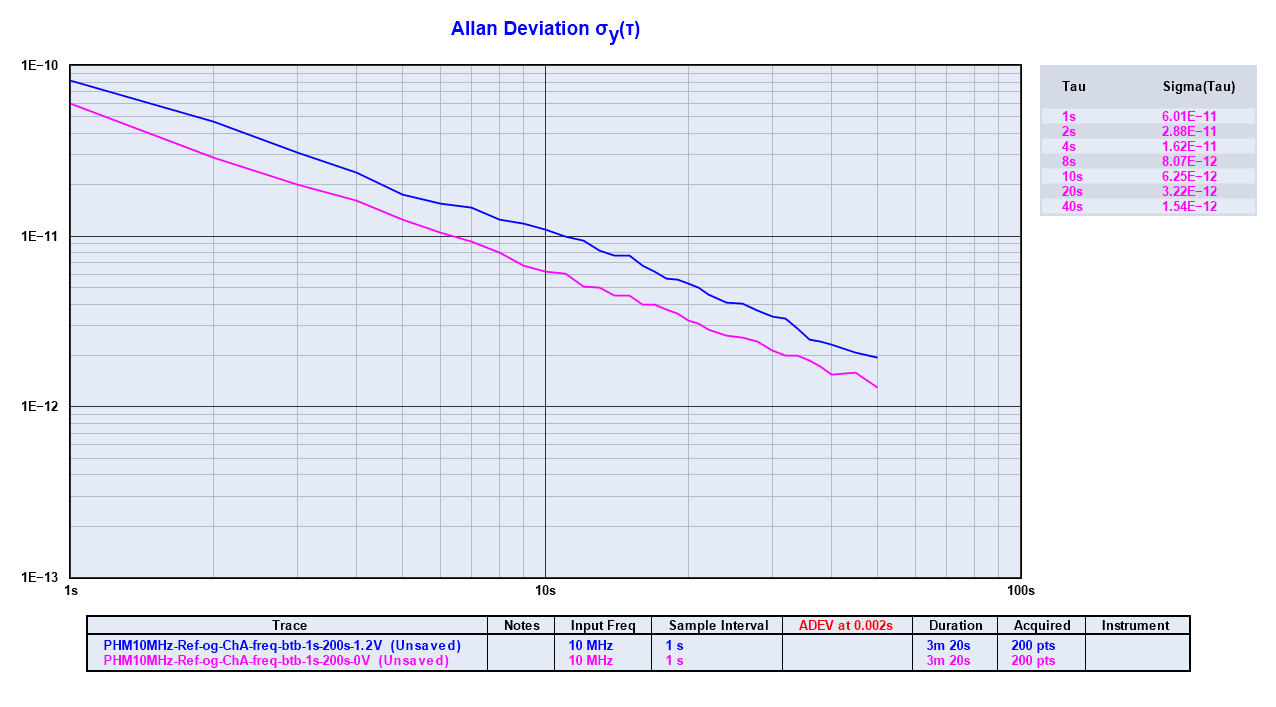 Allan Deviation σy(τ)
1E−10
1E−11
1E−12
1E−13
1s 10s 100s
Tau Sigma(Tau)
1s 6.01E−11
2s 2.88E−11
4s 1.62E−11
8s 8.07E−12
10s 6.25E−12
20s 3.22E−12
40s 1.54E−12
Trace Notes Input Freq Sample Interval ADEV at 0.002s Duration Acquired Instrument
PHM10MHz-Ref-og-ChA-freq-btb-1s-200s-1.2V (Unsaved) 10 MHz 1 s 3m 20s 200 pts
PHM10MHz-Ref-og-ChA-freq-btb-1s-200s-0V (Unsaved) 10 MHz 1 s 3m 20s 200 pts